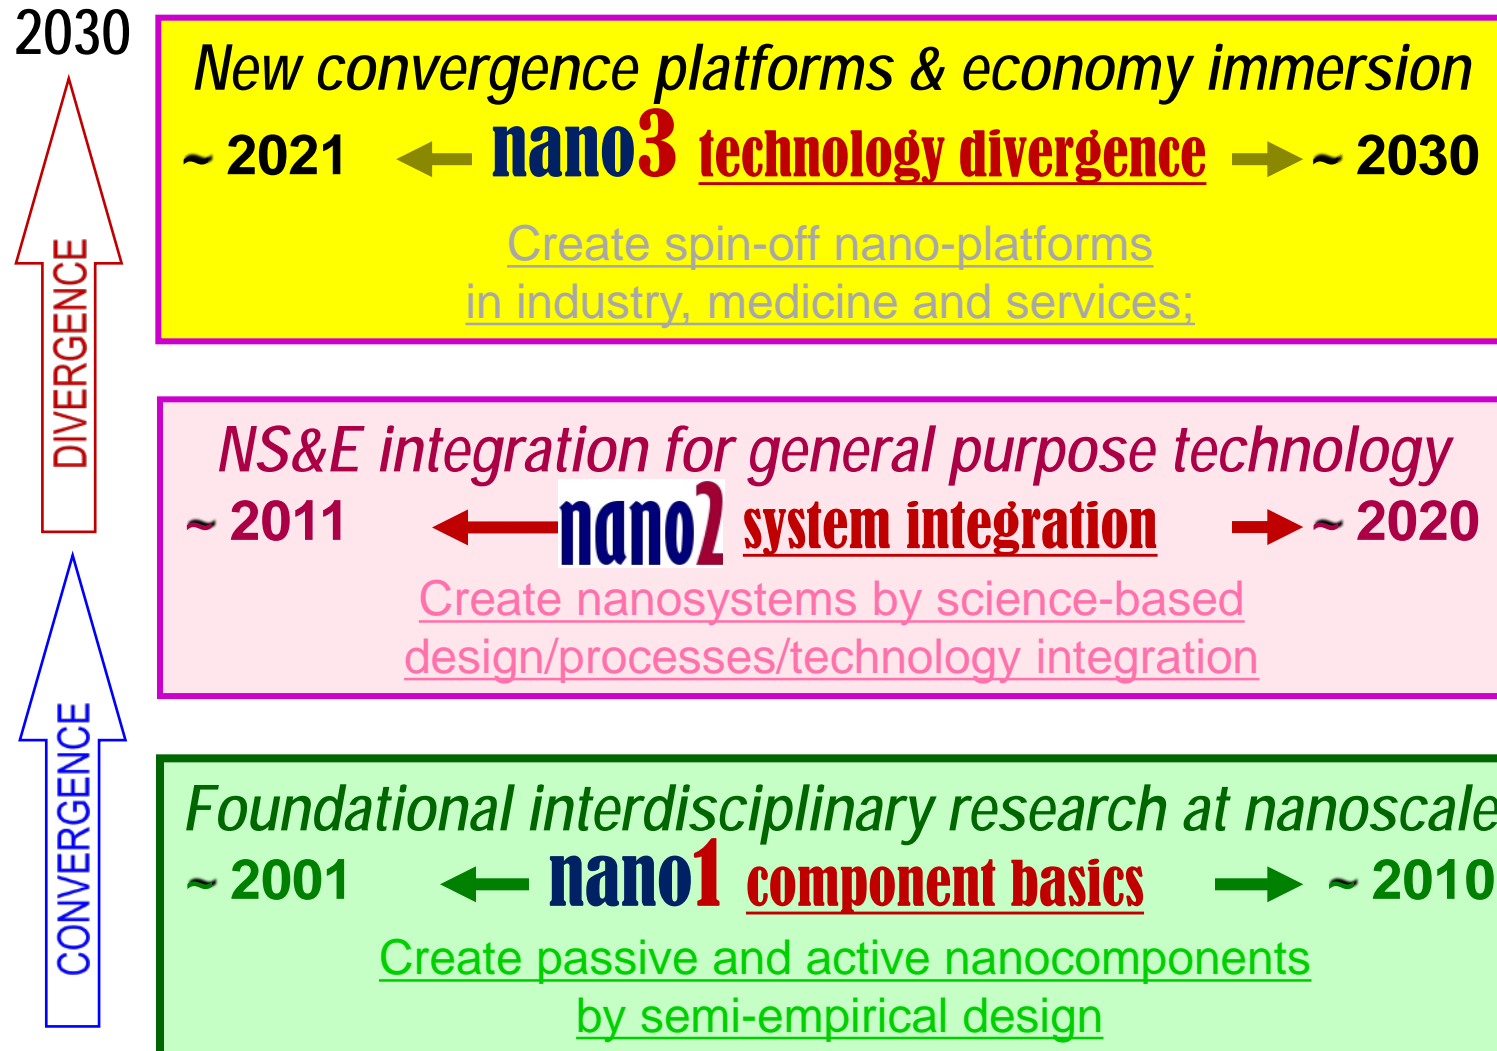 2030
New convergence platforms & economy immersion
~ 2021 nano3 technology divergence ~ 2030
Create spin-off nano-platforms
in industry, medicine and services;
DIVERGENCE
NS&E integration for general purpose technology
~ 2011 nano2 system integration ~ 2020
Create nanosystems by science-based
design/processes/technology integration
CONVERGENCE
Foundational interdisciplinary research at nanoscale
~ 2001 nano1 component basics ~ 2010
Create passive and active nanocomponents
by semi-empirical design